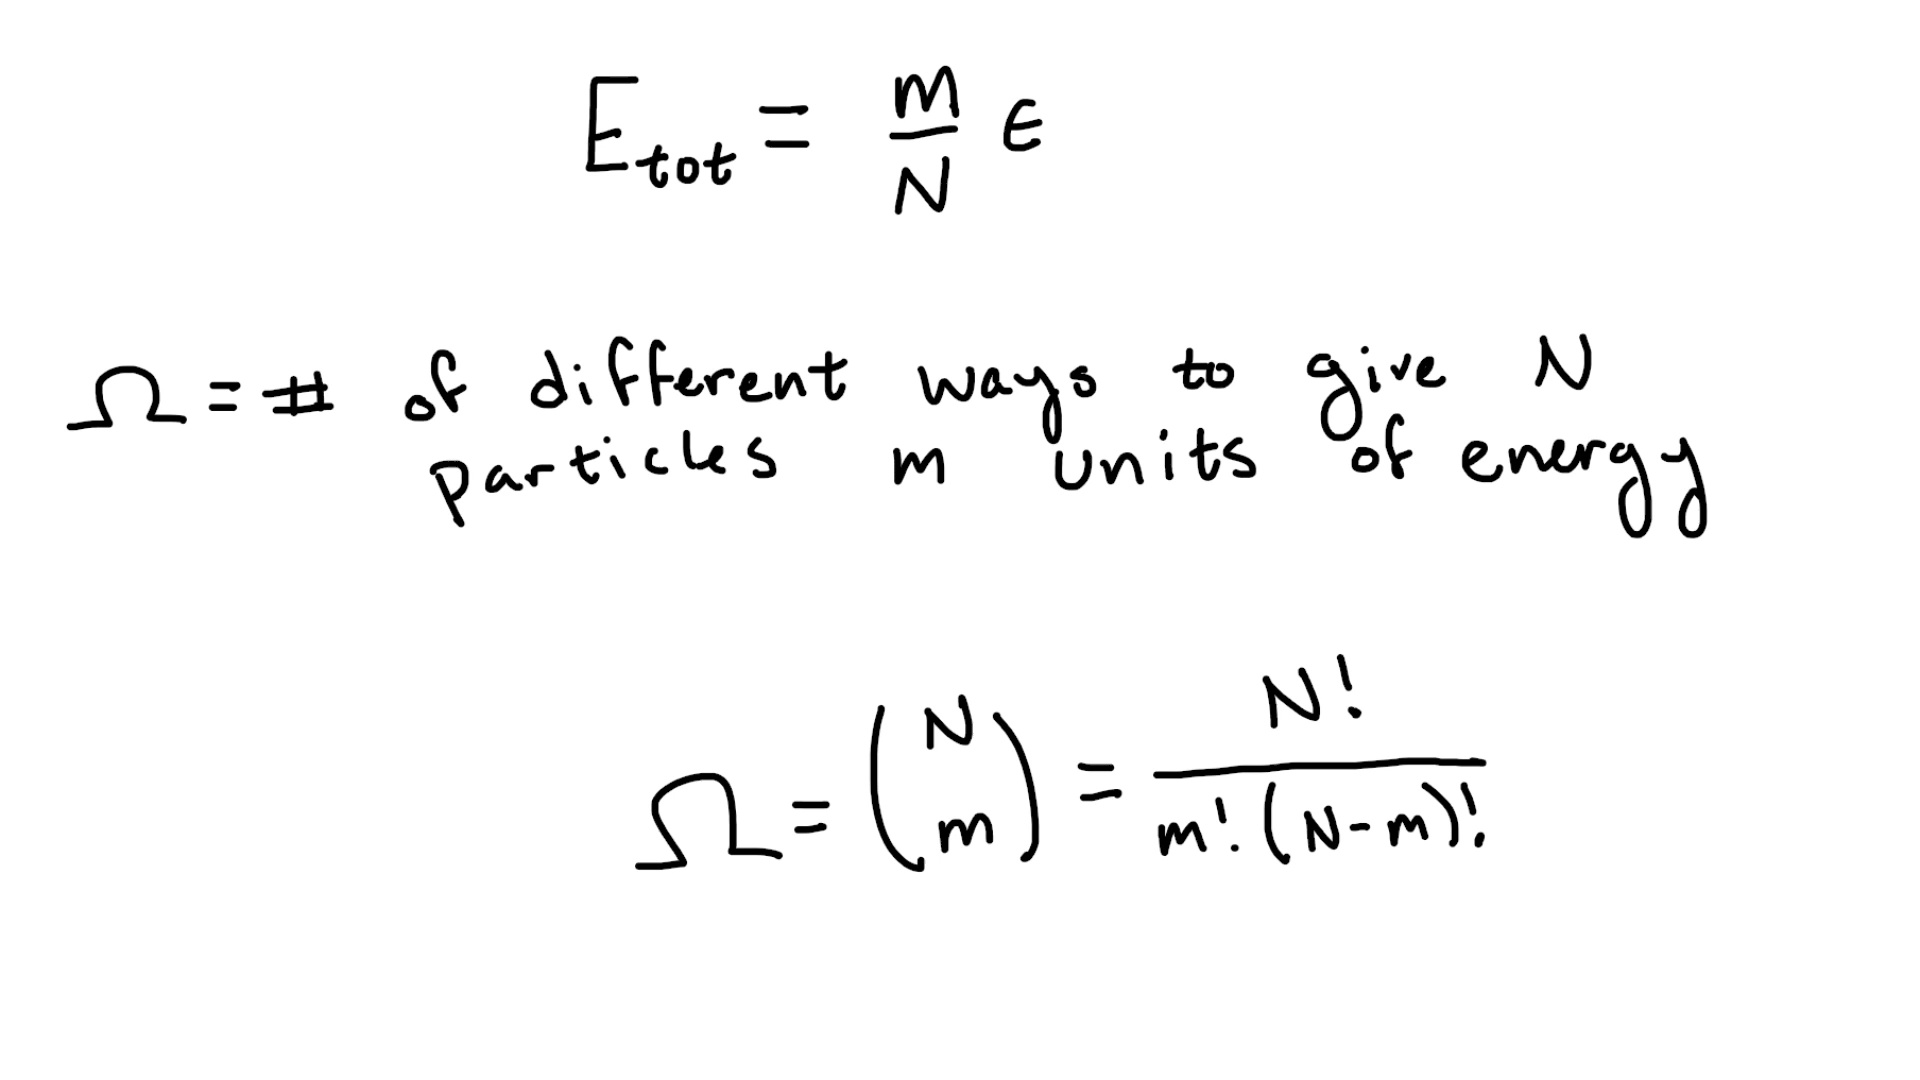 E_tot = m/N ϵ
Ω = # of different ways to give N
particles m units of energy
Ω = (N m) = N! / m!(N-m)!